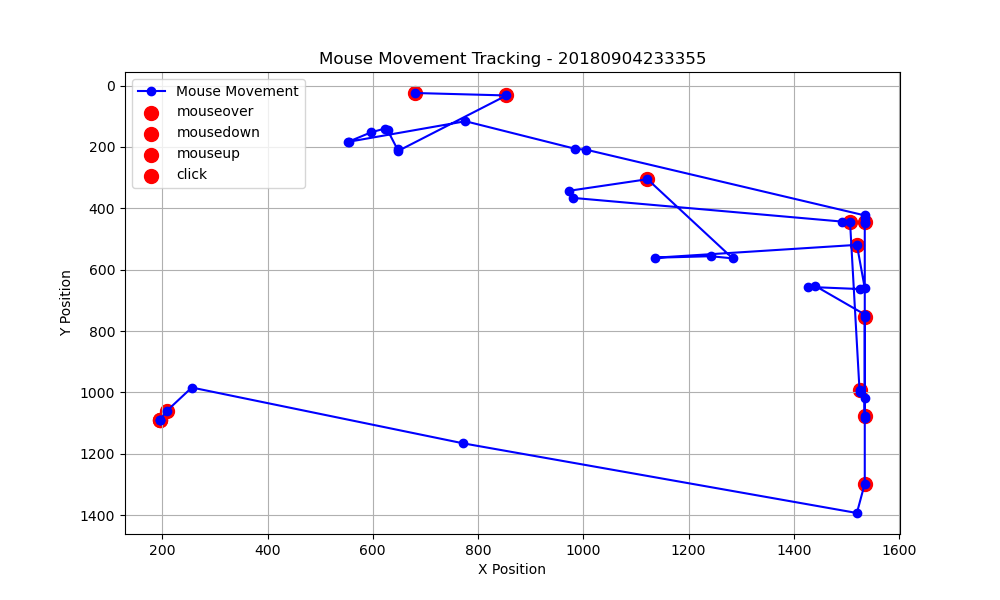 Mouse Movement Tracking - 20180904233355
Mouse Movement
mouseover
mousedown
mouseup
click
0
200
400
600
800
1000
1200
1400
Y Position
200 400 600 800 1000 1200 1400 1600
X Position